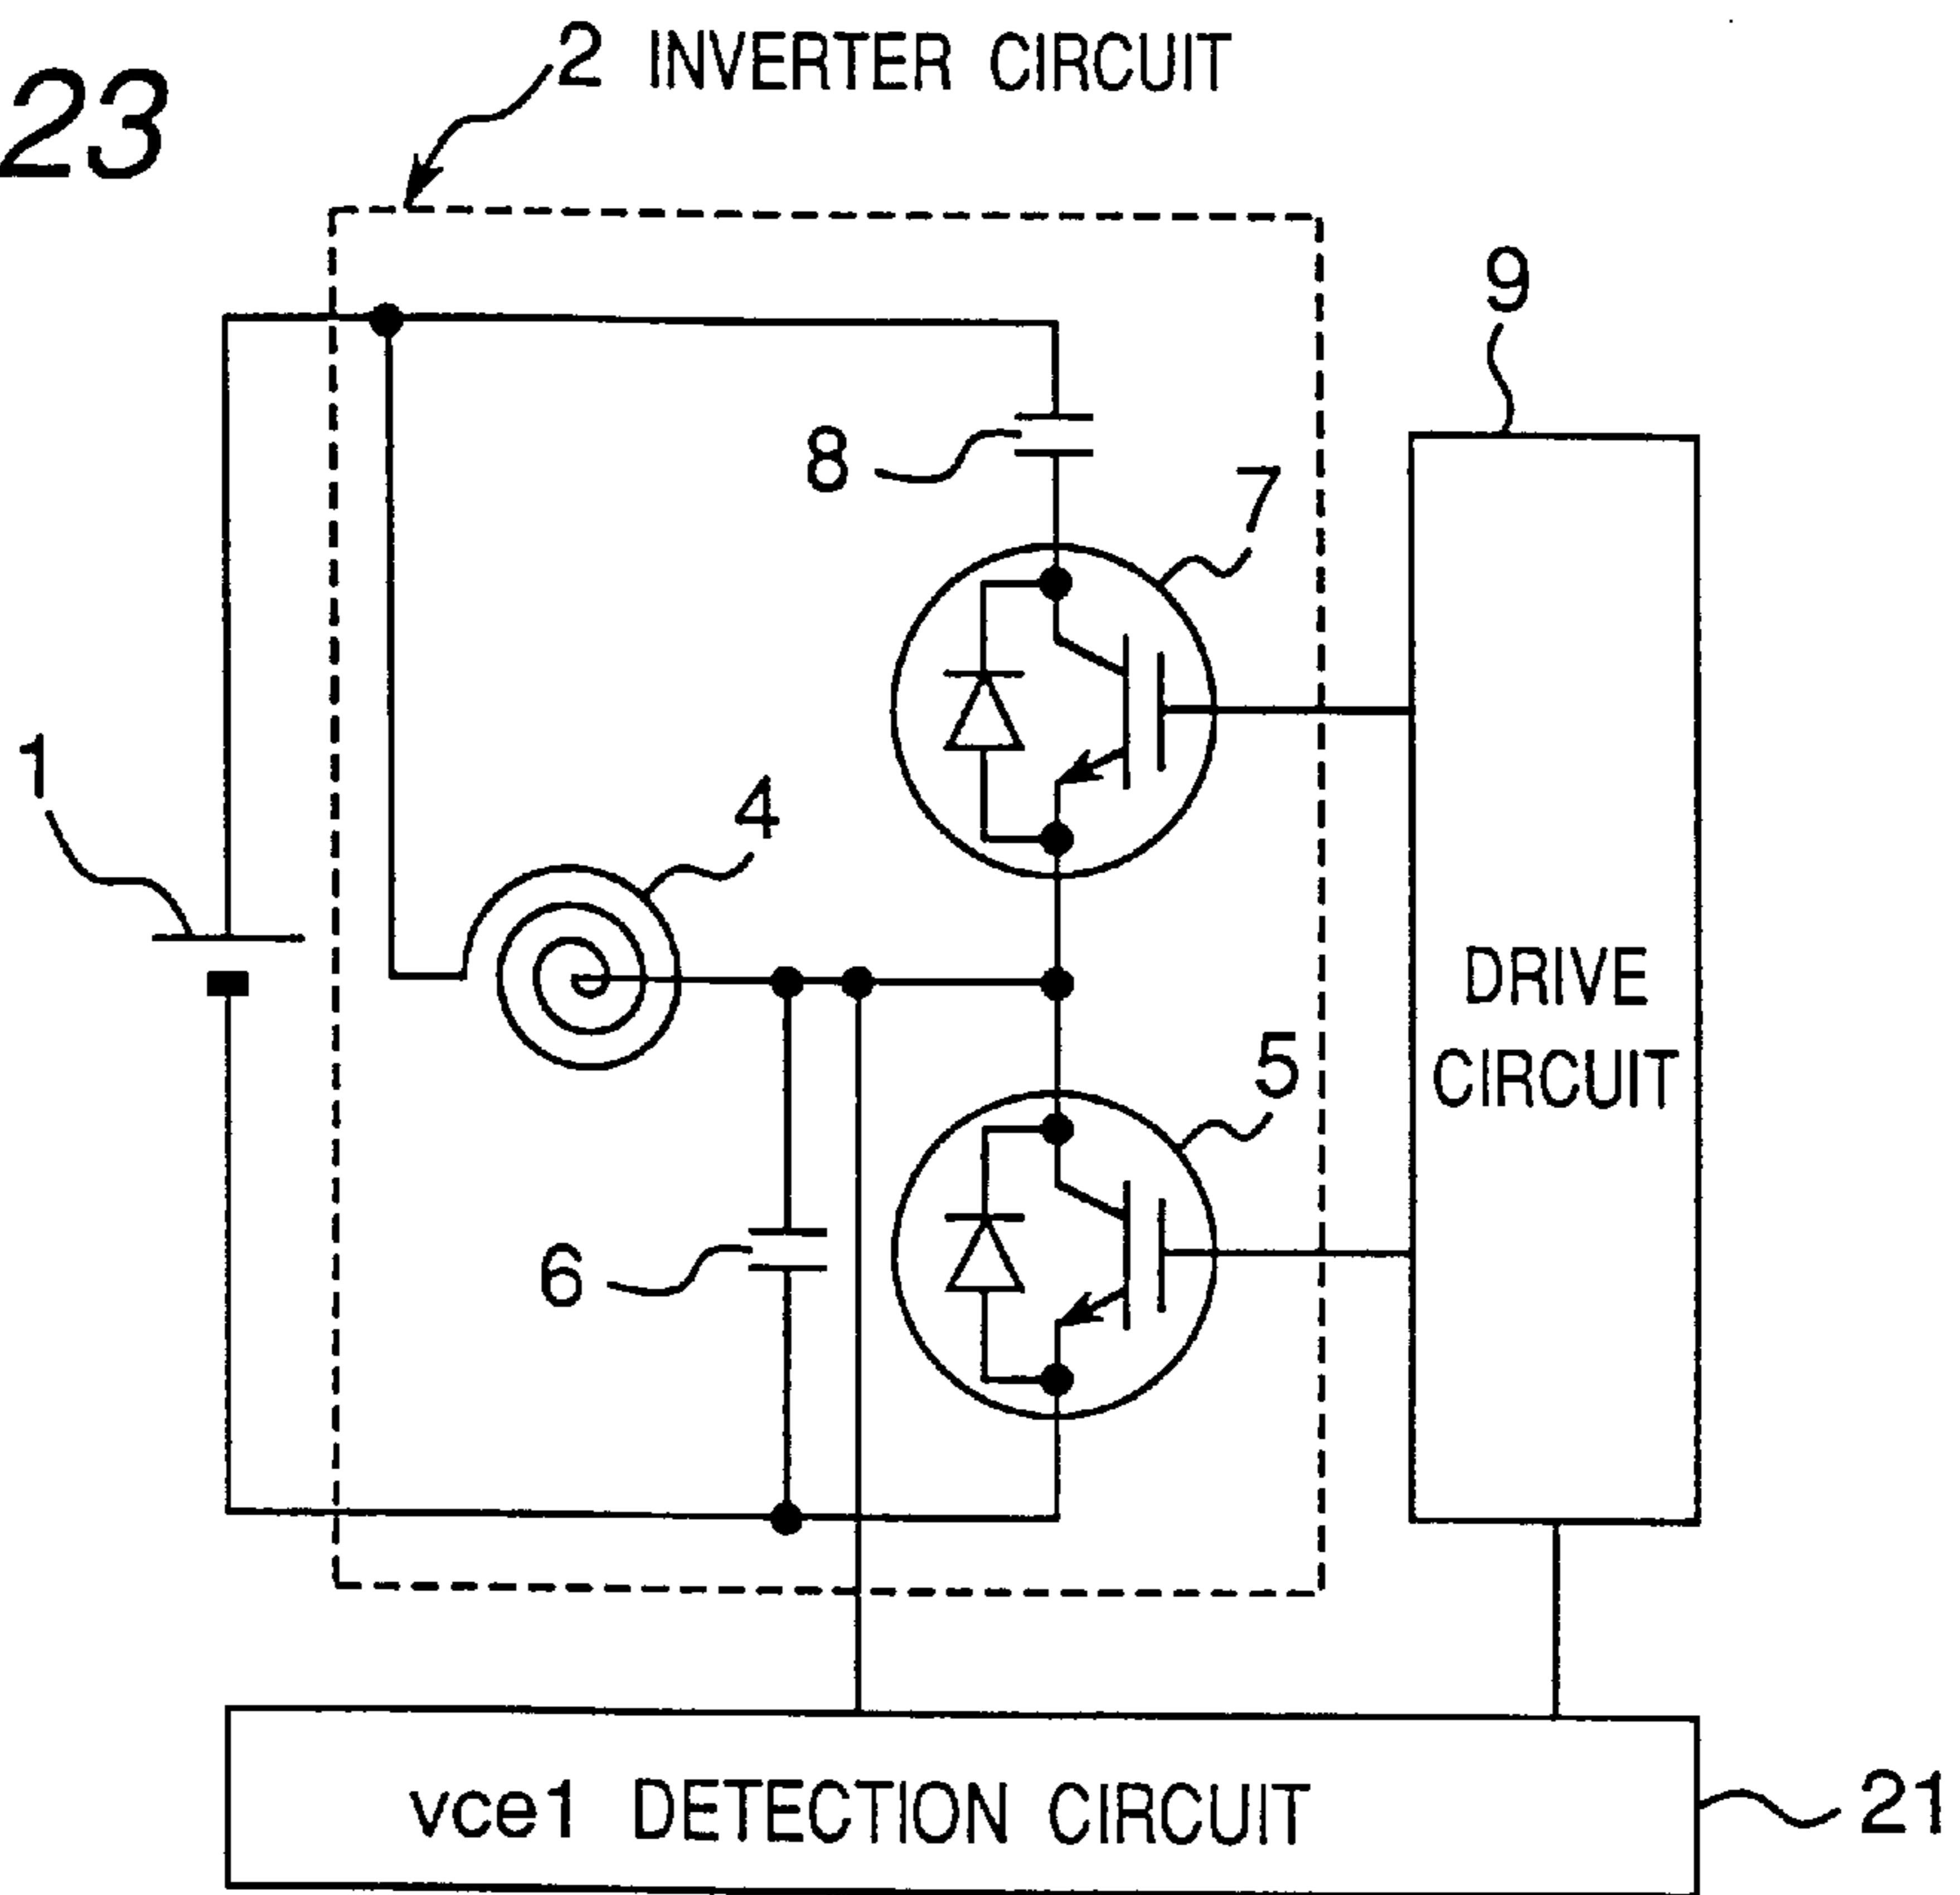 23
2 INVERTER CIRCUIT
9
8
7
1
4
DRIVE
CIRCUIT
5
6
vce1 DETECTION CIRCUIT
21